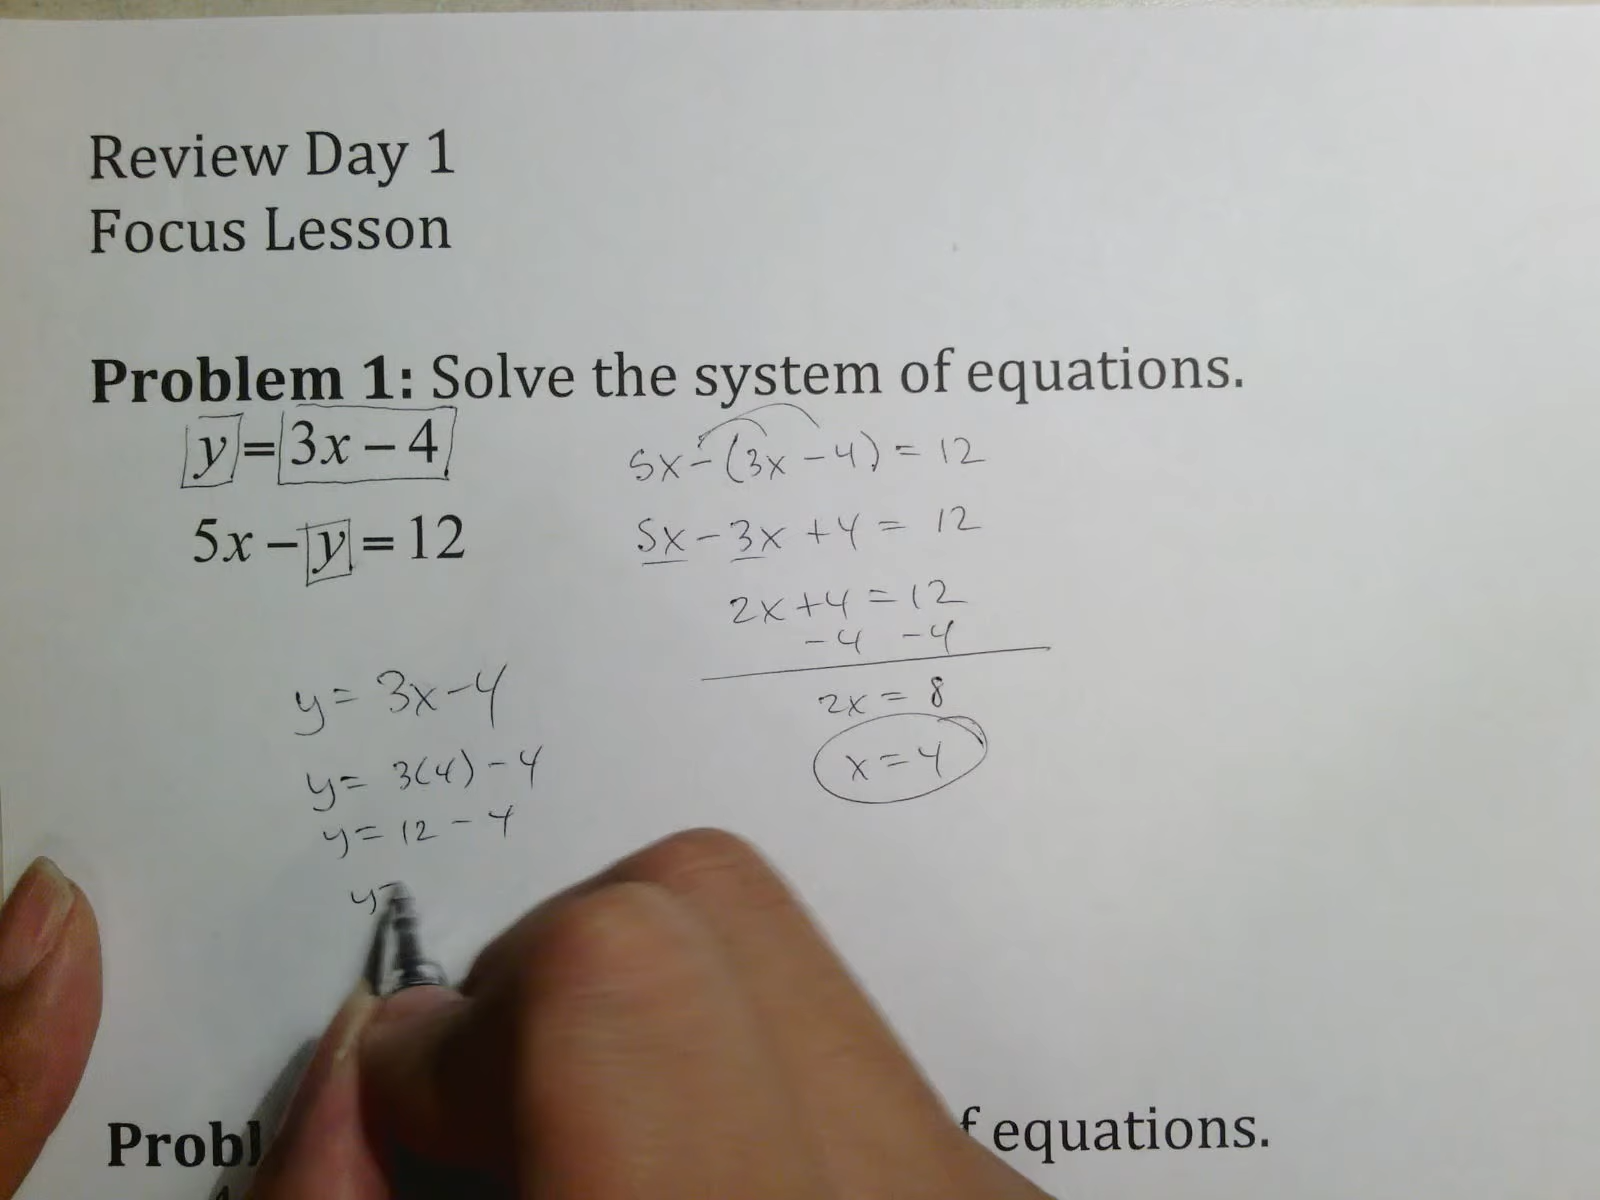 Review Day 1
Focus Lesson
Problem 1: Solve the system of equations.
y = 3x − 4
5x − y = 12
5x − (3x − 4) = 12
5x − 3x + 4 = 12
2x + 4 = 12
− 4 − 4
2x = 8
x = 4
y = 3x − 4
y = 3(4) − 4
y = 12 − 4
y =
equations.